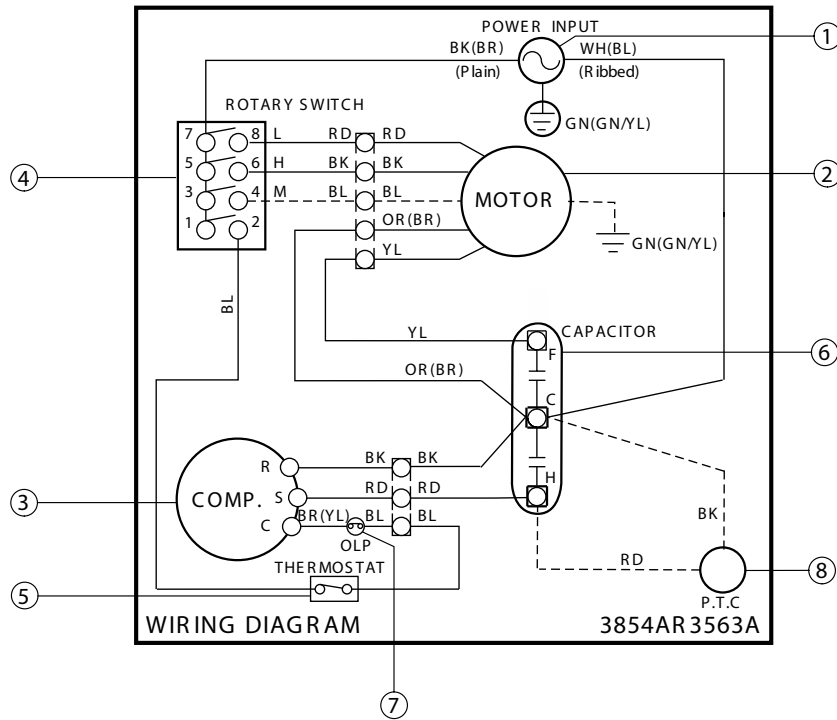 POWER INPUT
1
BK(BR) WH(BL)
(Plain) (Ribbed)
ROTARY SWITCH
GN(GN/YL)
7 8 L RD RD
5 6 H BK BK
4
2
3 4 M BL BL
MOTOR
1 2
OR(BR)
GN(GN/YL)
YL
BL
YL
CAPACITOR
F
6
OR(BR)
C
R BK BK
H
3
COMP.
S RD RD
C BR(YL) BL BL
BK
OLP
RD
THERMOSTAT
8
5
P.T.C
WIRING DIAGRAM 3854AR3563A
7